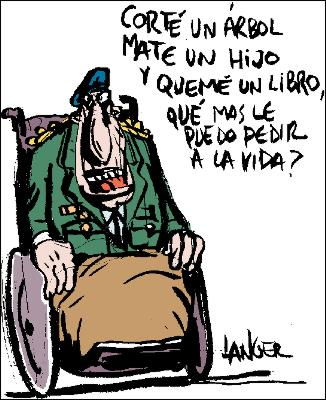 CORTÉ UN ÁRBOL
MATE UN HIJO
Y QUEMÉ UN LIBRO,
QUÉ MAS LE
PUEDO PEDIR
A LA VIDA?
LANGER